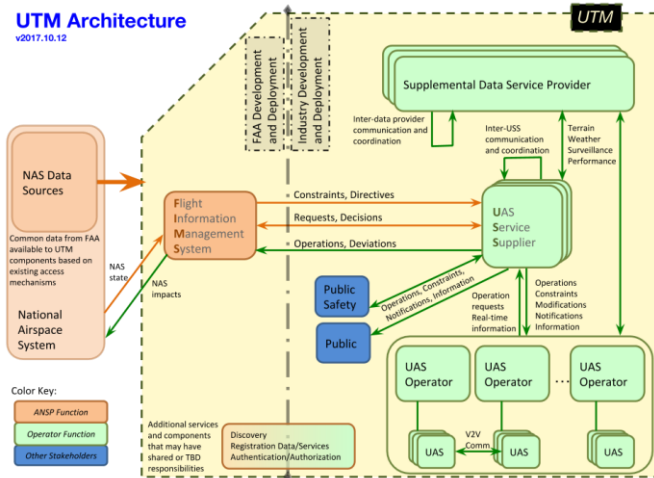 UTM Architecture
v2017.10.12
UTM
FAA Development
and Deployment
Industry Development
and Deployment
Supplemental Data Service Provider
Inter-data provider
communication and
coordination
Inter-USS
communication
and coordination
Terrain
Weather
Surveillance
Performance
NAS Data
Sources
Common data from FAA
available to UTM
components based on
existing access
mechanisms
National
Airspace
System
NAS
state
NAS
impacts
Flight
Information
Management
System
Constraints, Directives
Requests, Decisions
Operations, Deviations
UAS
Service
Supplier
Public
Safety
Public
Operations, Constraints,
Notifications, Information
Operation
requests
Real-time
information
Operations
Constraints
Modifications
Notifications
Information
UAS
Operator
UAS
Operator
...
UAS
Operator
UAS
V2V
Comm.
UAS
UAS
Color Key:
ANSP Function
Operator Function
Other Stakeholders
Additional services
and components
that may have
shared or TBD
responsibilities
Discovery
Registration Data/Services
Authentication/Authorization